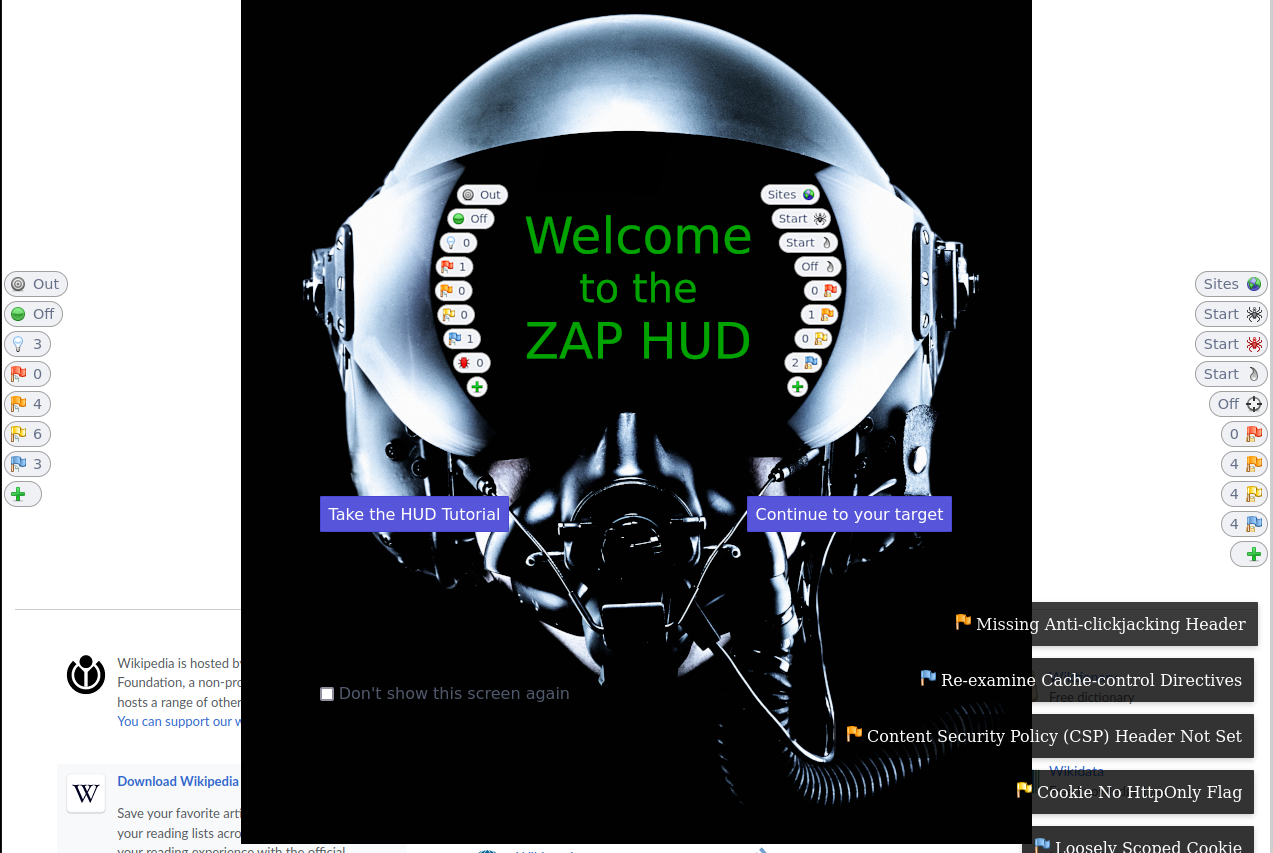 Out
Off
3
0
4
6
3
Out
Off
0
1
0
0
1
0
Welcome
to the
ZAP HUD
Sites
Start
Start
Off
0
1
0
2
Sites
Start
Start
Start
Off
0
4
4
4
Take the HUD Tutorial
Continue to your target
Don't show this screen again
Missing Anti-clickjacking Header
Re-examine Cache-control Directives
Free dictionary
Content Security Policy (CSP) Header Not Set
Wikidata
Cookie No HttpOnly Flag
Loosely Scoped Cookie
Wikipedia is hosted by
Foundation, a non-pro
hosts a range of other
You can support our w
W
Download Wikipedia
Save your favorite arti
your reading lists acro
your reading experience with the official